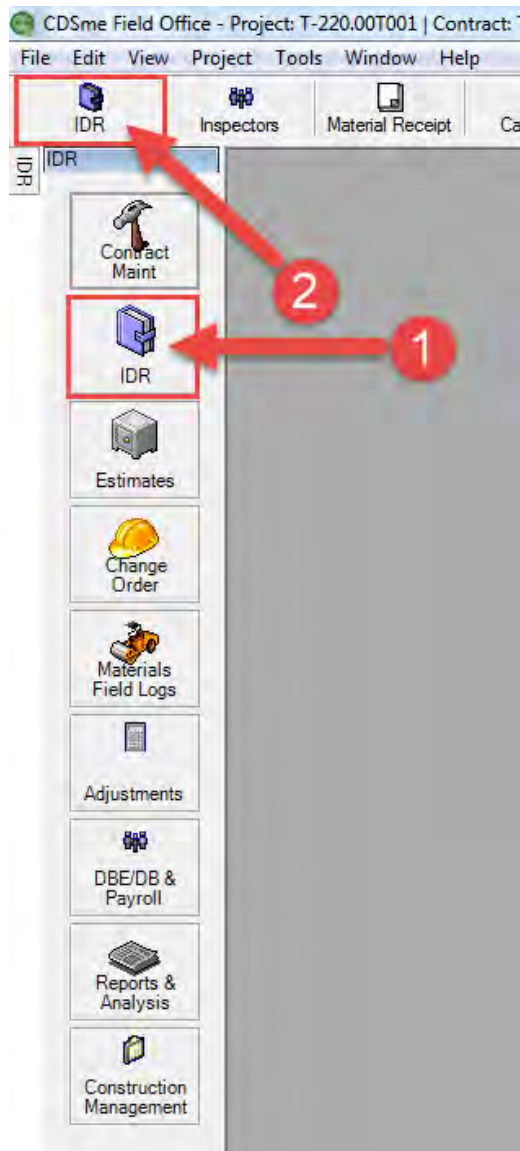 CDSme Field Office - Project: T-220.00T001 | Contract:
File Edit View Project Tools Window Help
IDR Inspectors Material Receipt
IDR
IDR
2
1
Contract
Maint
IDR
Estimates
Change
Order
Materials
Field Logs
Adjustments
DBE/DB &
Payroll
Reports &
Analysis
Construction
Management